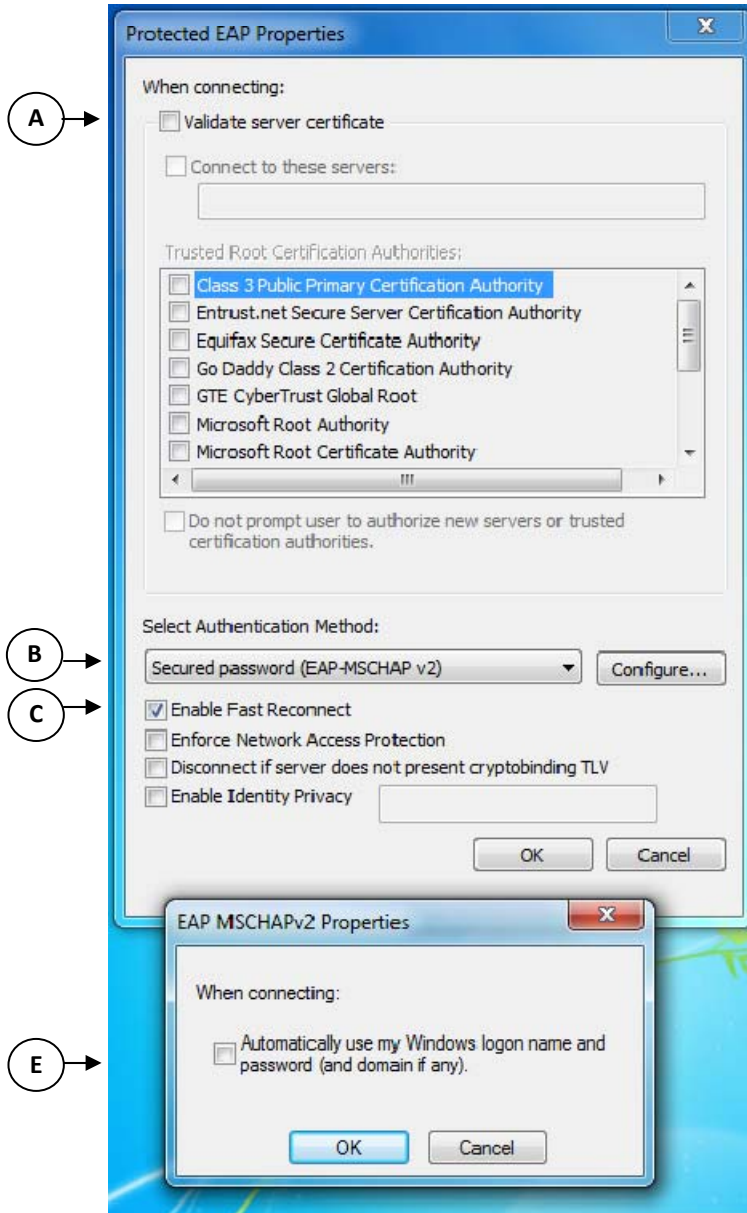 Protected EAP Properties
When connecting:
A
Validate server certificate
Connect to these servers:
Trusted Root Certification Authorities:
Class 3 Public Primary Certification Authority
Entrust.net Secure Server Certification Authority
Equifax Secure Certificate Authority
Go Daddy Class 2 Certification Authority
GTE CyberTrust Global Root
Microsoft Root Authority
Microsoft Root Certificate Authority
Do not prompt user to authorize new servers or trusted
certification authorities.
Select Authentication Method:
B
Secured password (EAP-MSCHAP v2) Configure...
C
Enable Fast Reconnect
Enforce Network Access Protection
Disconnect if server does not present cryptobinding TLV
Enable Identity Privacy
OK Cancel
EAP MSCHAPv2 Properties
When connecting:
E
Automatically use my Windows logon name and
password (and domain if any).
OK Cancel